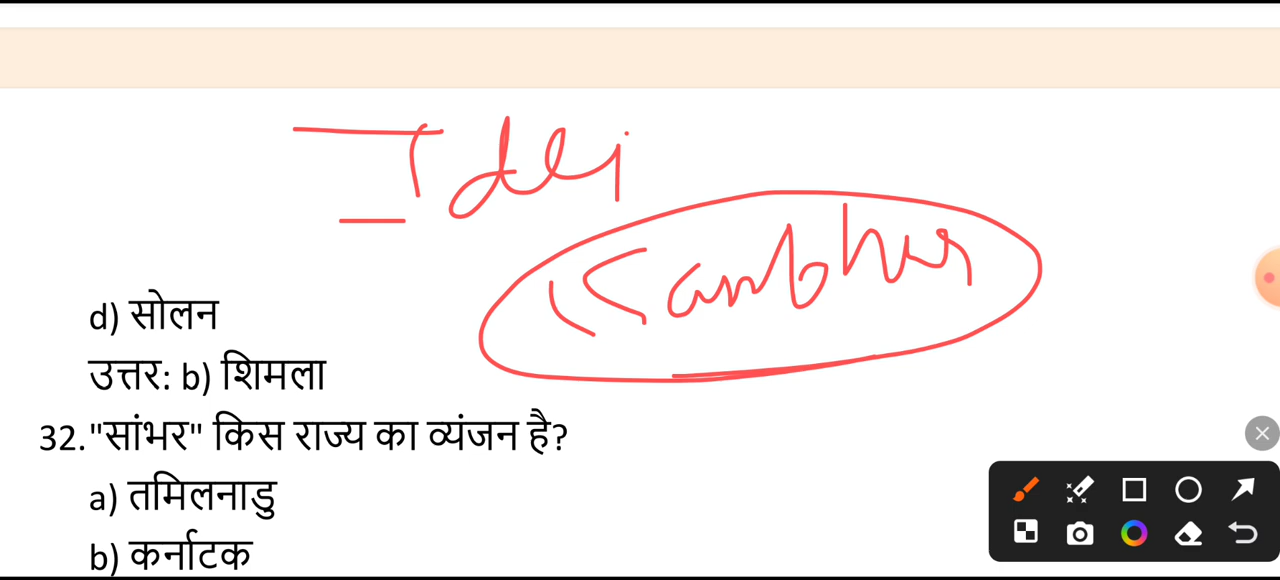 Idli
Sambhar
d) सोलन
उत्तर: b) शिमला
32. "सांभर" किस राज्य का व्यंजन है?
a) तमिलनाडु
b) कर्नाटक